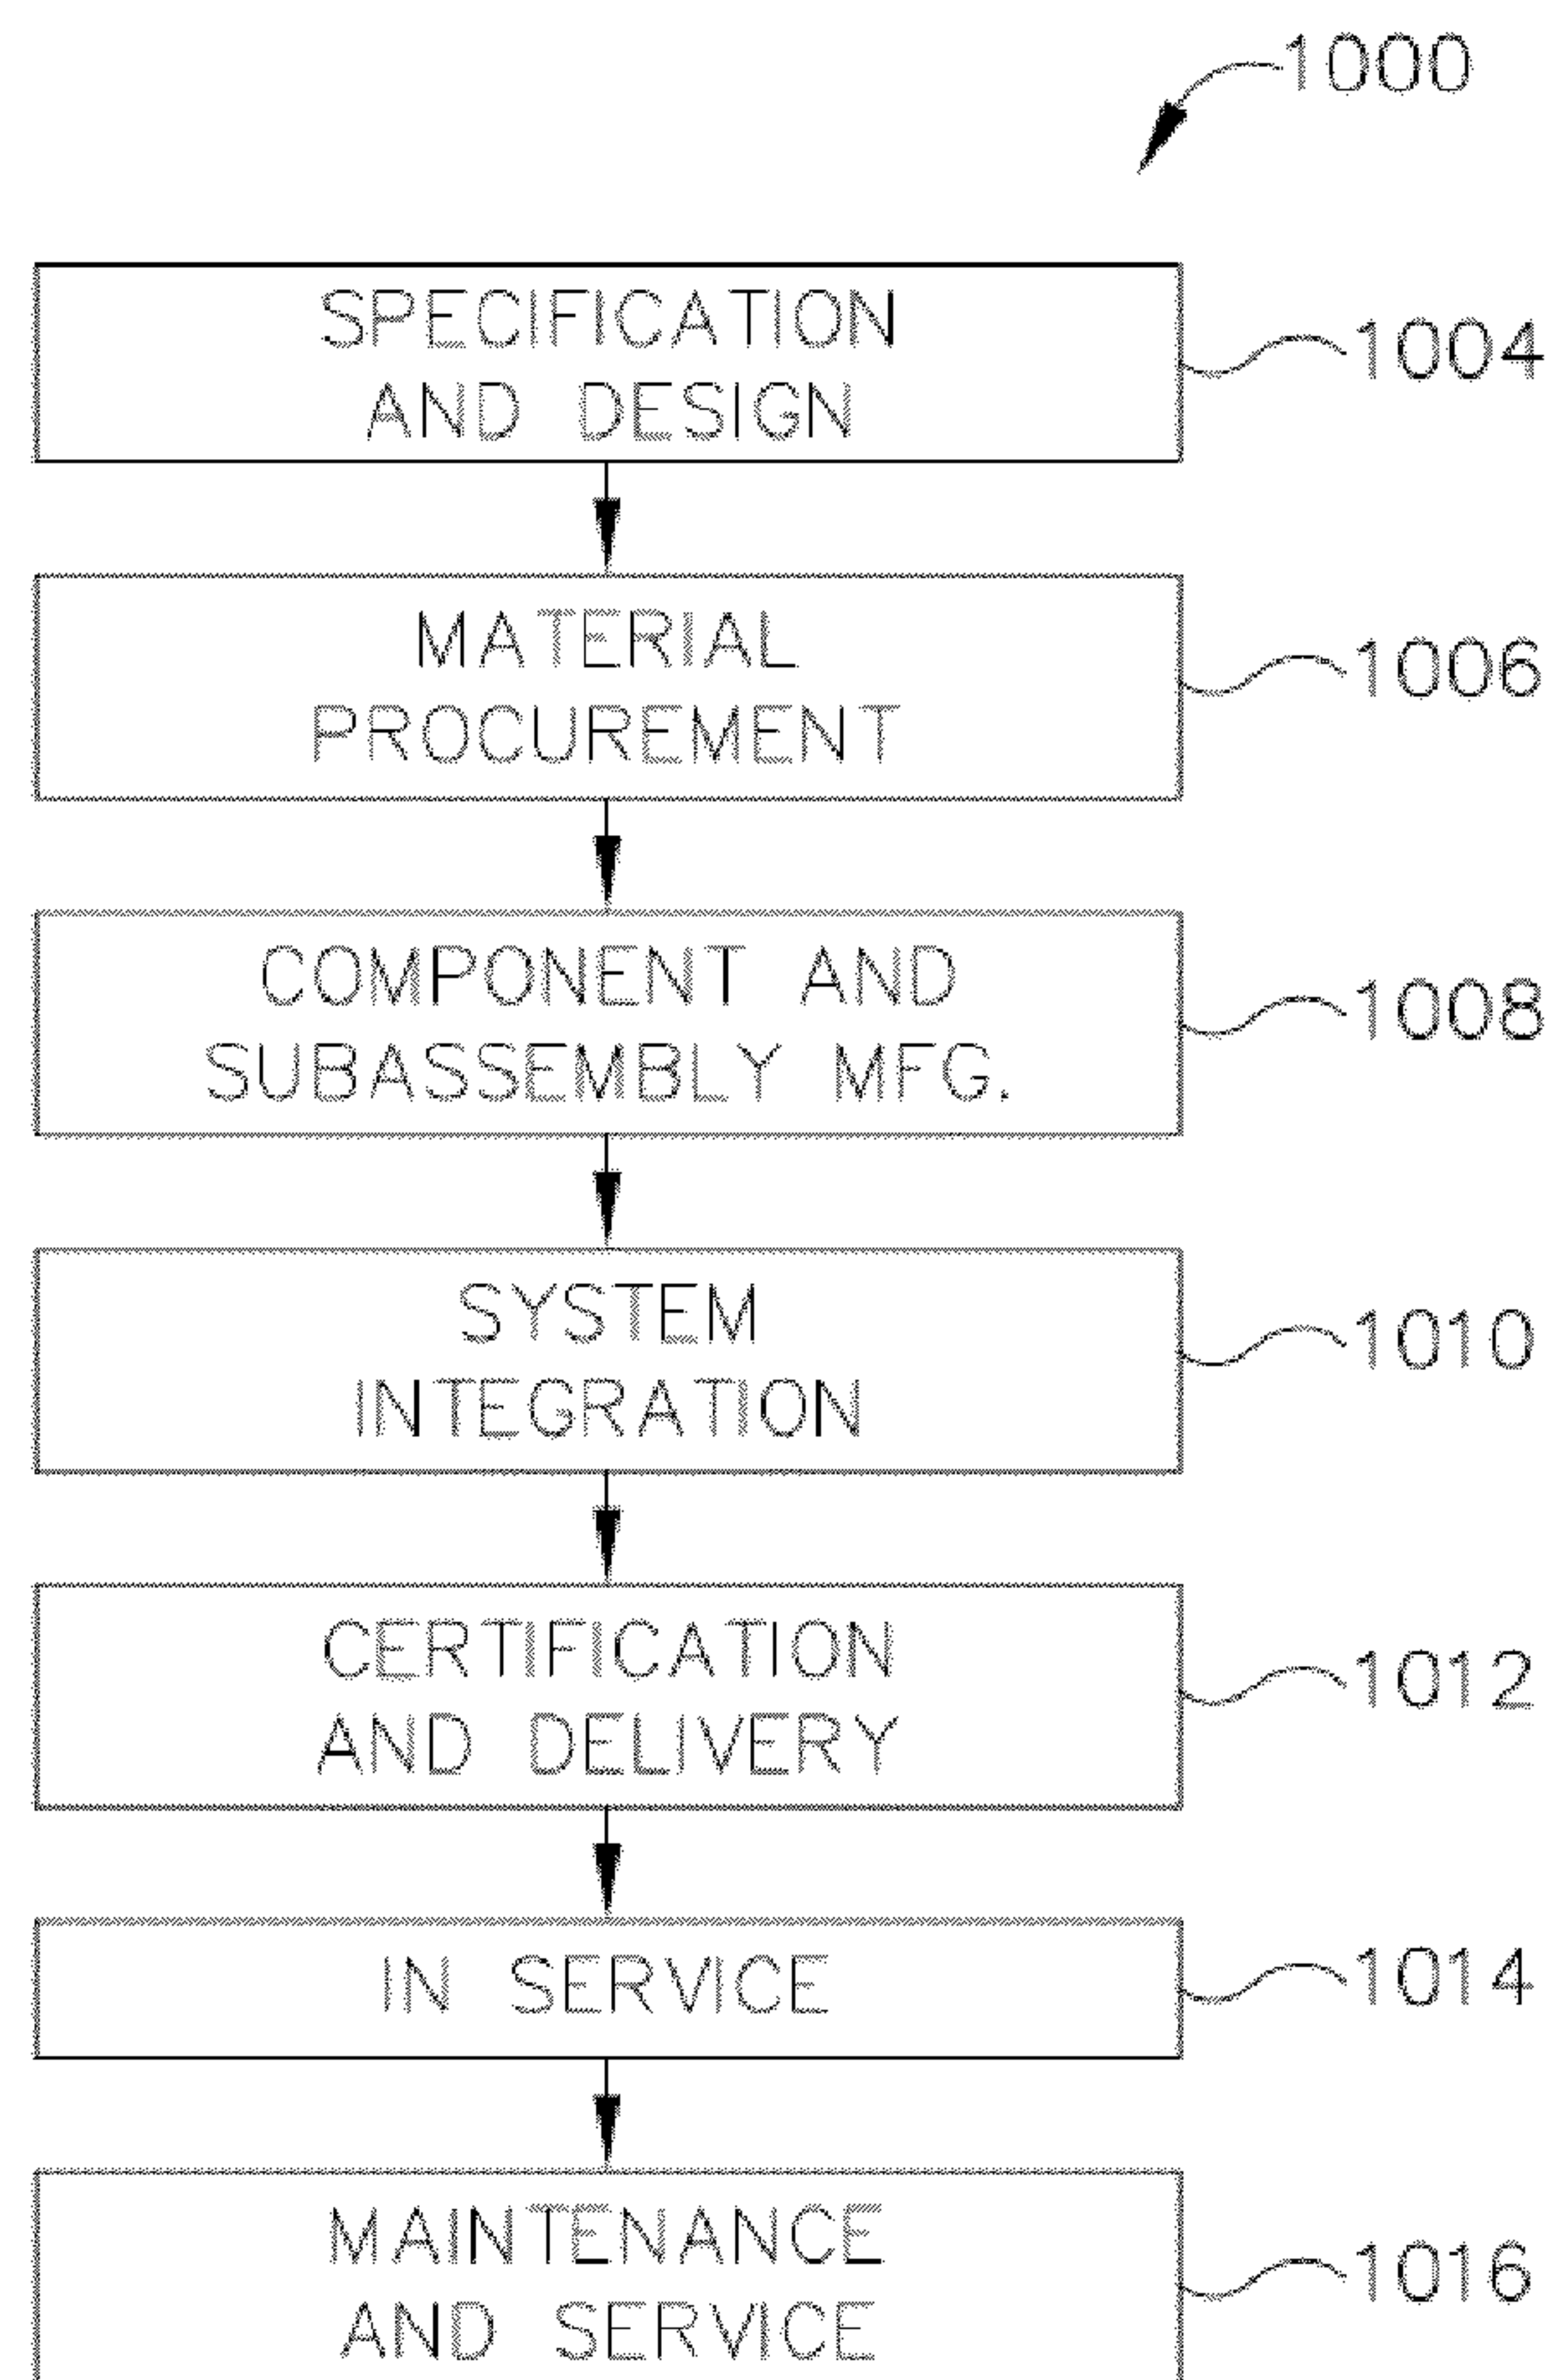 1000
SPECIFICATION
AND DESIGN
1004
MATERIAL
PROCUREMENT
1006
COMPONENT AND
SUBASSEMBLY MFG.
1008
SYSTEM
INTEGRATION
1010
CERTIFICATION
AND DELIVERY
1012
IN SERVICE
1014
MAINTENANCE
AND SERVICE
1016